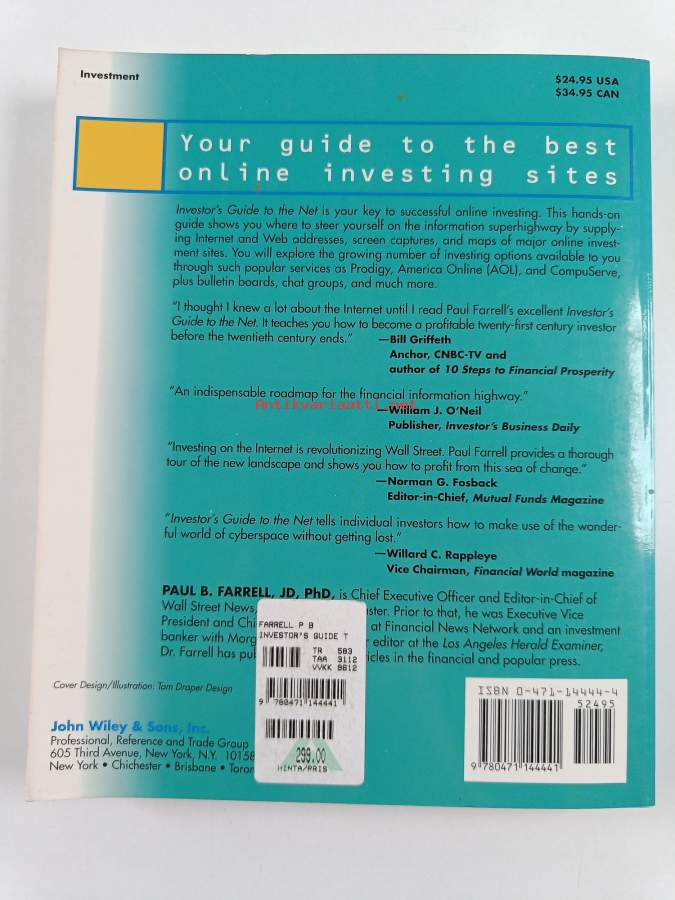 Investment
$24.95 USA
$34.95 CAN
Your guide to the best
online investing sites
Investor's Guide to the Net is your key to successful online investing. This hands-on
guide shows you where to steer yourself on the information superhighway by supply-
ing Internet and Web addresses, screen captures, and maps of major online invest-
ment sites. You will explore the growing number of investing options available to you
through such popular services as Prodigy, America Online (AOL), and CompuServe,
plus bulletin boards, chat groups, and much more.
"I thought I knew a lot about the Internet until I read Paul Farrell's excellent Investor's
Guide to the Net. It teaches you how to become a profitable twenty-first century investor
before the twentieth century ends." —Bill Griffeth
Anchor, CNBC-TV and
author of 10 Steps to Financial Prosperity
"An indispensable roadmap for the financial information highway."
Antikvariaatti.net
—William J. O'Neil
Publisher, Investor's Business Daily
"Investing on the Internet is revolutionizing Wall Street. Paul Farrell provides a thorough
tour of the new landscape and shows you how to profit from this sea of change."
—Norman G. Fosback
Editor-in-Chief, Mutual Funds Magazine
"Investor's Guide to the Net tells individual investors how to make use of the wonder-
ful world of cyberspace without getting lost."
—Willard C. Rappleye
Vice Chairman, Financial World magazine
PAUL B. FARRELL, JD, PhD, is Chief Executive Officer and Editor-in-Chief of
Wall Street News, aster. Prior to that, he was Executive Vice
President and Chi at Financial News Network and an investment
banker with Morg r editor at the Los Angeles Herald Examiner,
Dr. Farrell has pub icles in the financial and popular press.
FARRELL P B
INVESTOR'S GUIDE T
TR 583
TAA 3112
VVKK 9812
9 780471 144441
299.00
HINTA/PRIS
Cover Design/Illustration: Tom Draper Design
John Wiley & Sons, Inc.
Professional, Reference and Trade Group
605 Third Avenue, New York, N.Y. 10158
New York • Chichester • Brisbane • Toron
ISBN 0-471-14444-4
52495
9 780471 144441